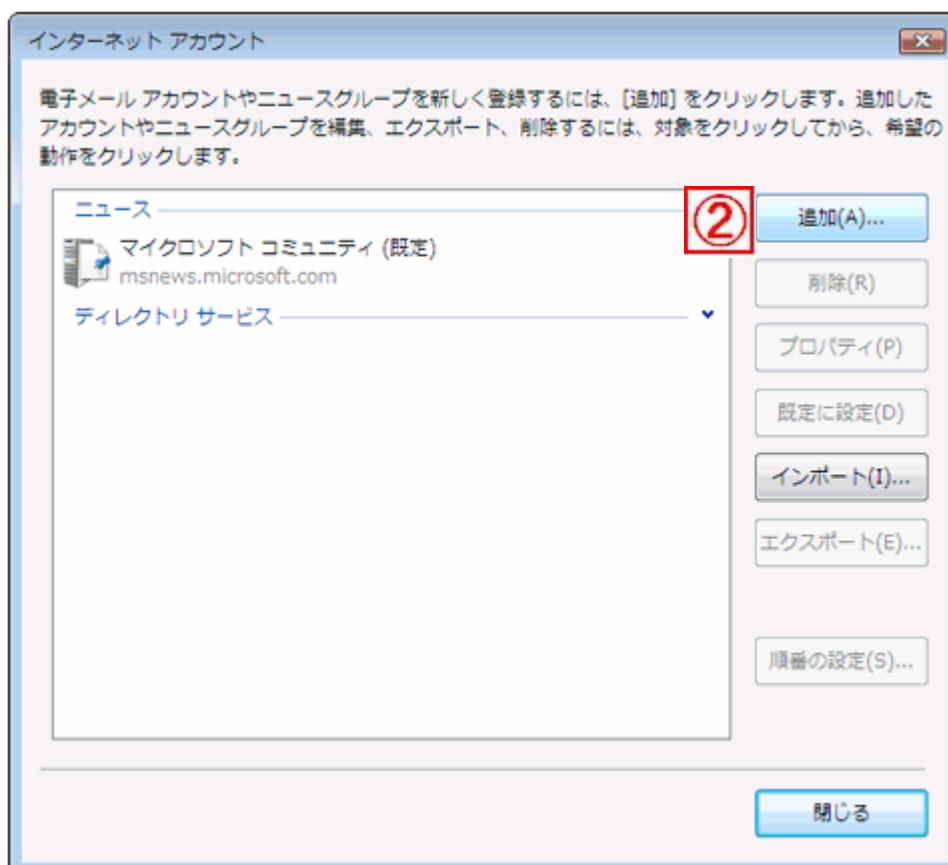 インターネット アカウント
電子メール アカウントやニュースグループを新しく登録するには、[追加] をクリックします。追加した
アカウントやニュースグループを編集、エクスポート、削除するには、対象をクリックしてから、希望の
動作をクリックします。
ニュース
② 追加(A)...
マイクロソフト コミュニティ (既定)
msnews.microsoft.com
削除(R)
ディレクトリ サービス
プロパティ(P)
既定に設定(D)
インポート(I)...
エクスポート(E)...
順番の設定(S)...
閉じる